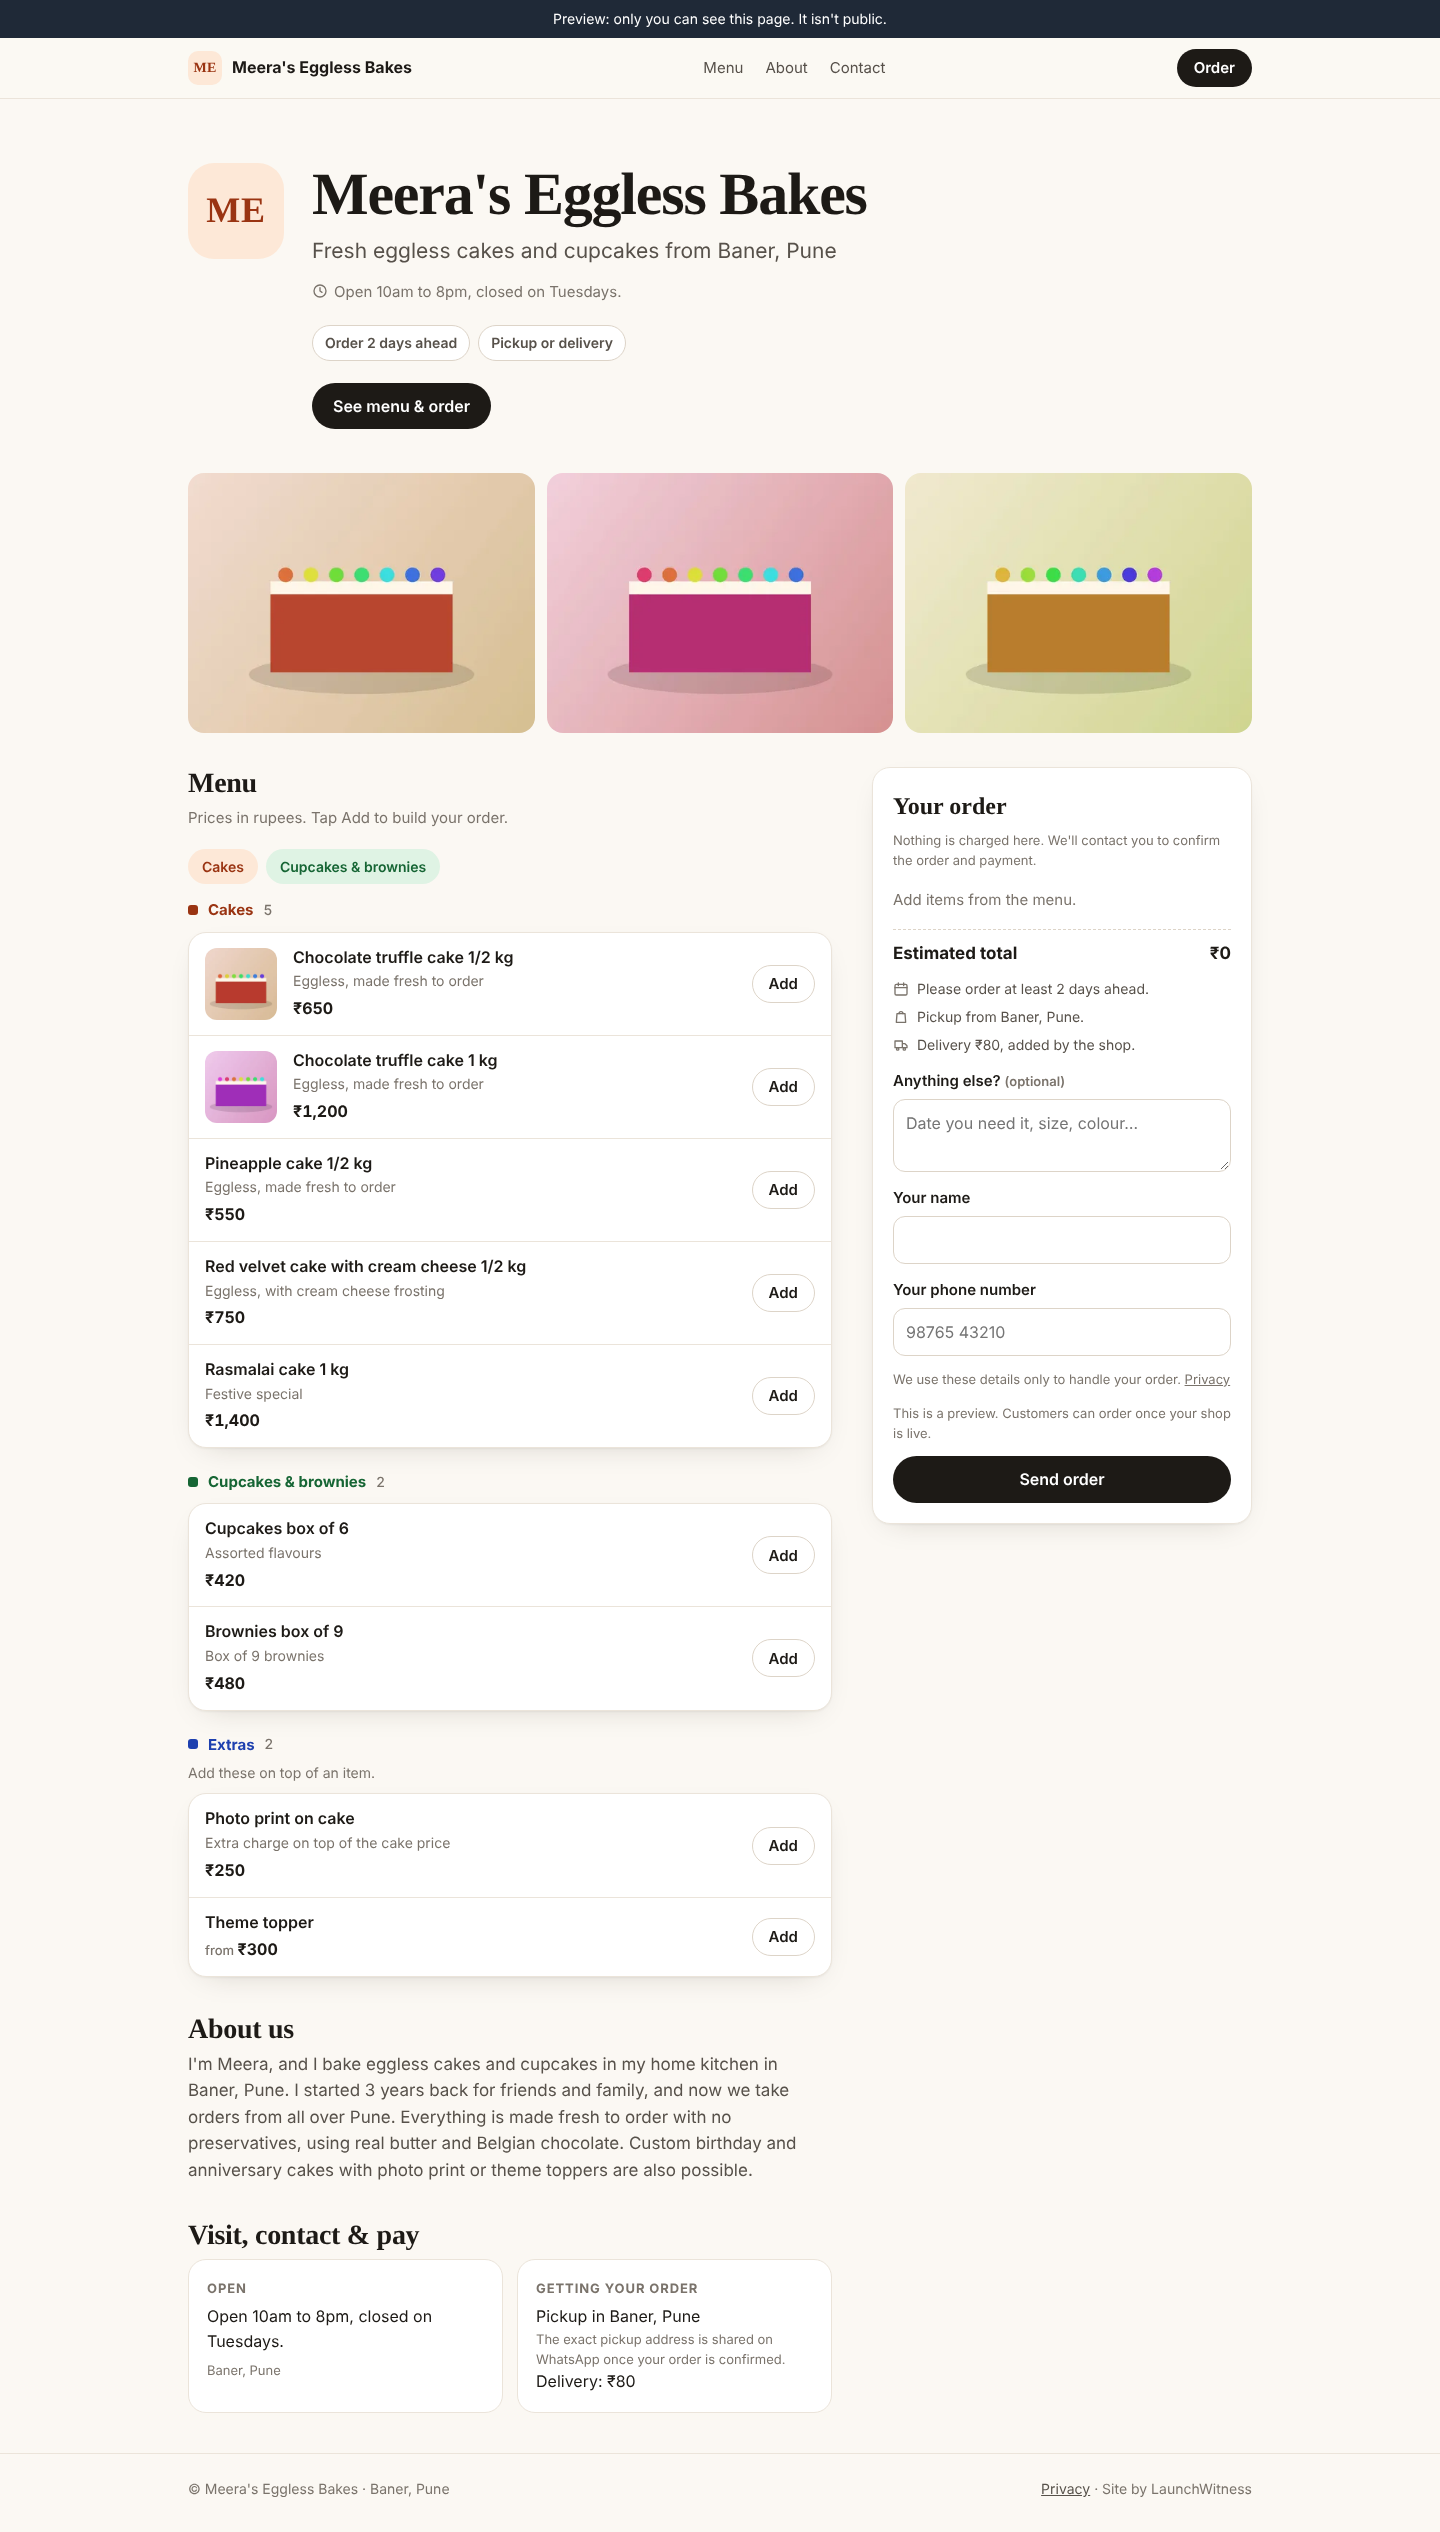 Preview: only you can see this page. It isn't public.
ME
Meera's Eggless Bakes
Menu
About
Contact
Order
ME
Meera's Eggless Bakes
Fresh eggless cakes and cupcakes from Baner, Pune
Open 10am to 8pm, closed on Tuesdays.
Order 2 days ahead
Pickup or delivery
See menu & order
Menu
Prices in rupees. Tap Add to build your order.
Cakes
Cupcakes & brownies
Cakes 5
Chocolate truffle cake 1/2 kg
Eggless, made fresh to order
₹650
Add
Chocolate truffle cake 1 kg
Eggless, made fresh to order
₹1,200
Add
Pineapple cake 1/2 kg
Eggless, made fresh to order
₹550
Add
Red velvet cake with cream cheese 1/2 kg
Eggless, with cream cheese frosting
₹750
Add
Rasmalai cake 1 kg
Festive special
₹1,400
Add
Cupcakes & brownies 2
Cupcakes box of 6
Assorted flavours
₹420
Add
Brownies box of 9
Box of 9 brownies
₹480
Add
Extras 2
Add these on top of an item.
Photo print on cake
Extra charge on top of the cake price
₹250
Add
Theme topper
from ₹300
Add
Your order
Nothing is charged here. We'll contact you to confirm
the order and payment.
Add items from the menu.
Estimated total ₹0
Please order at least 2 days ahead.
Pickup from Baner, Pune.
Delivery ₹80, added by the shop.
Anything else? (optional)
Date you need it, size, colour...
Your name
Your phone number
98765 43210
We use these details only to handle your order. Privacy
This is a preview. Customers can order once your shop
is live.
Send order
About us
I'm Meera, and I bake eggless cakes and cupcakes in my home kitchen in
Baner, Pune. I started 3 years back for friends and family, and now we take
orders from all over Pune. Everything is made fresh to order with no
preservatives, using real butter and Belgian chocolate. Custom birthday and
anniversary cakes with photo print or theme toppers are also possible.
Visit, contact & pay
OPEN
Open 10am to 8pm, closed on
Tuesdays.
Baner, Pune
GETTING YOUR ORDER
Pickup in Baner, Pune
The exact pickup address is shared on
WhatsApp once your order is confirmed.
Delivery: ₹80
© Meera's Eggless Bakes · Baner, Pune
Privacy · Site by LaunchWitness